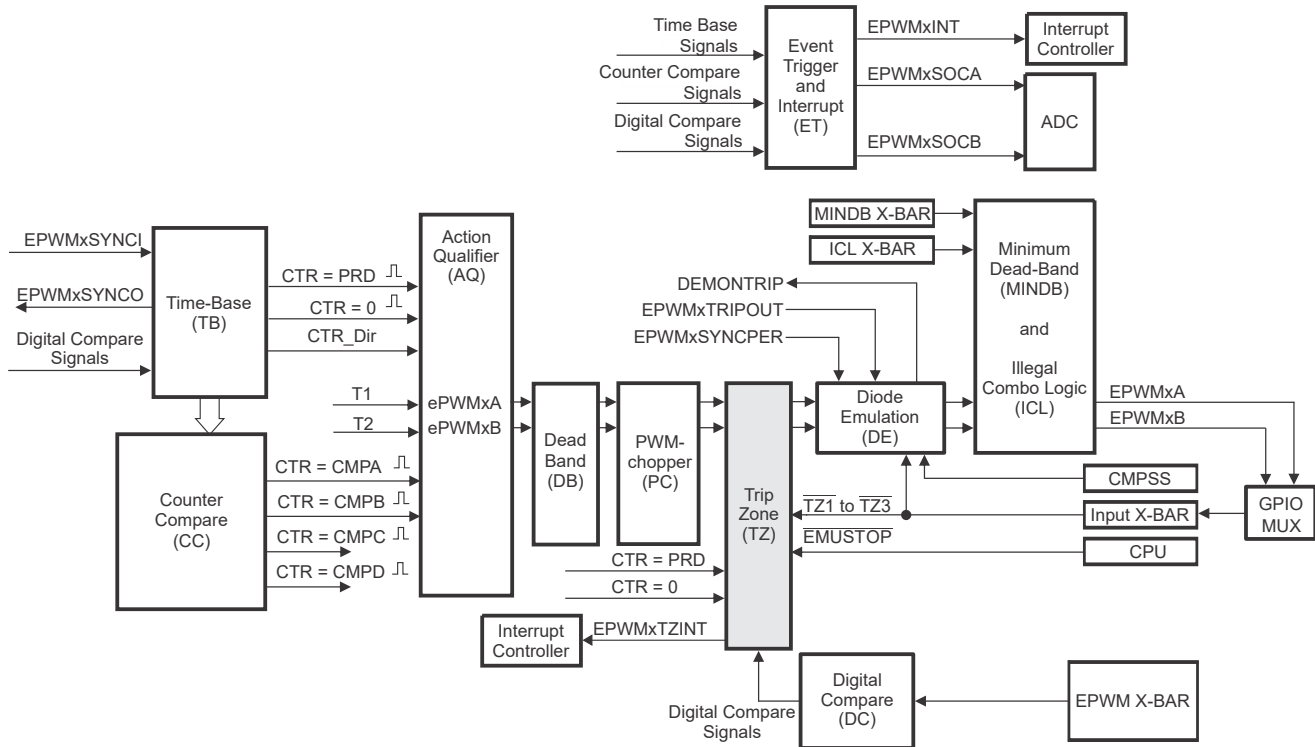 Time Base
Signals
Counter Compare
Signals
Digital Compare
Signals
Event
Trigger
and
Interrupt
(ET)
EPWMxINT
EPWMxSOCA
EPWMxSOCB
Interrupt
Controller
ADC
EPWMxSYNCI
EPWMxSYNCO
Digital Compare
Signals
Time-Base
(TB)
CTR = PRD
CTR = 0
CTR_Dir
T1
T2
Action
Qualifier
(AQ)
ePWMxA
ePWMxB
Counter
Compare
(CC)
CTR = CMPA
CTR = CMPB
CTR = CMPC
CTR = CMPD
Dead
Band
(DB)
PWM-
chopper
(PC)
CTR = PRD
CTR = 0
Interrupt
Controller
EPWMxTZINT
Trip
Zone
(TZ)
DEMONTRIP
EPWMxTRIPOUT
EPWMxSYNCPER
Diode
Emulation
(DE)
MINDB X-BAR
ICL X-BAR
Minimum
Dead-Band
(MINDB)
and
Illegal
Combo Logic
(ICL)
EPWMxA
EPWMxB
TZ1 to TZ3
EMUSTOP
CMPSS
Input X-BAR
CPU
GPIO
MUX
Digital Compare
Signals
Digital
Compare
(DC)
EPWM X-BAR